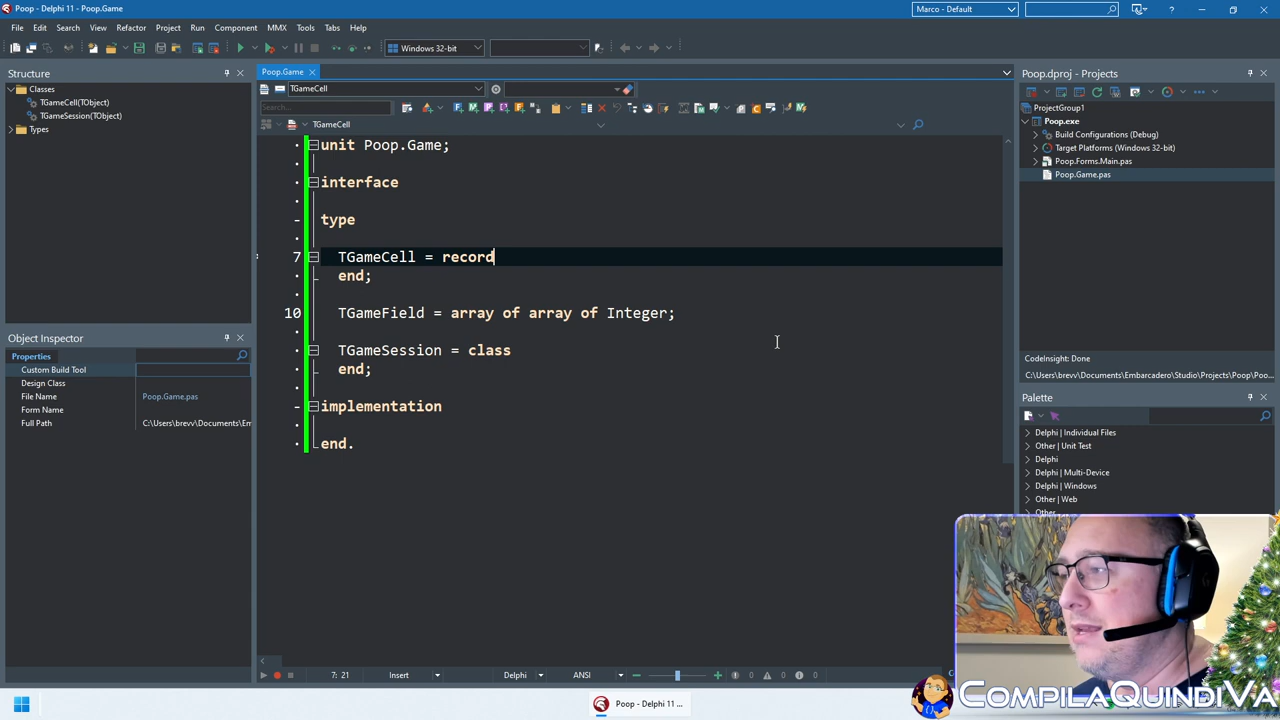 Poop - Delphi 11 - Poop.Game
Marco - Default
File Edit Search View Refactor Project Run Component MMX Tools Tabs Help
Windows 32-bit
Structure
Classes
TGameCell(TObject)
TGameSession(TObject)
Types
Object Inspector
Properties
Custom Build Tool
Design Class
File Name Poop.Game.pas
Form Name
Full Path C:\Users\brevv\Documents\Emb
Poop.Game
TGameCell
Search...
TGameCell
unit Poop.Game;
interface
type
7 TGameCell = record
end;
10 TGameField = array of array of Integer;
TGameSession = class
end;
implementation
end.
7: 21 Insert Delphi ANSI 0 0 0
Poop.dproj - Projects
ProjectGroup1
Poop.exe
Build Configurations (Debug)
Target Platforms (Windows 32-bit)
Poop.Forms.Main.pas
Poop.Game.pas
CodeInsight: Done
C:\Users\brevv\Documents\Embarcadero\Studio\Projects\Poop\Poo...
Palette
Delphi | Individual Files
Other | Unit Test
Delphi
Delphi | Multi-Device
Delphi | Windows
Other | Web
Other
Poop - Delphi 11 ...
COMPILAQUINDIVA